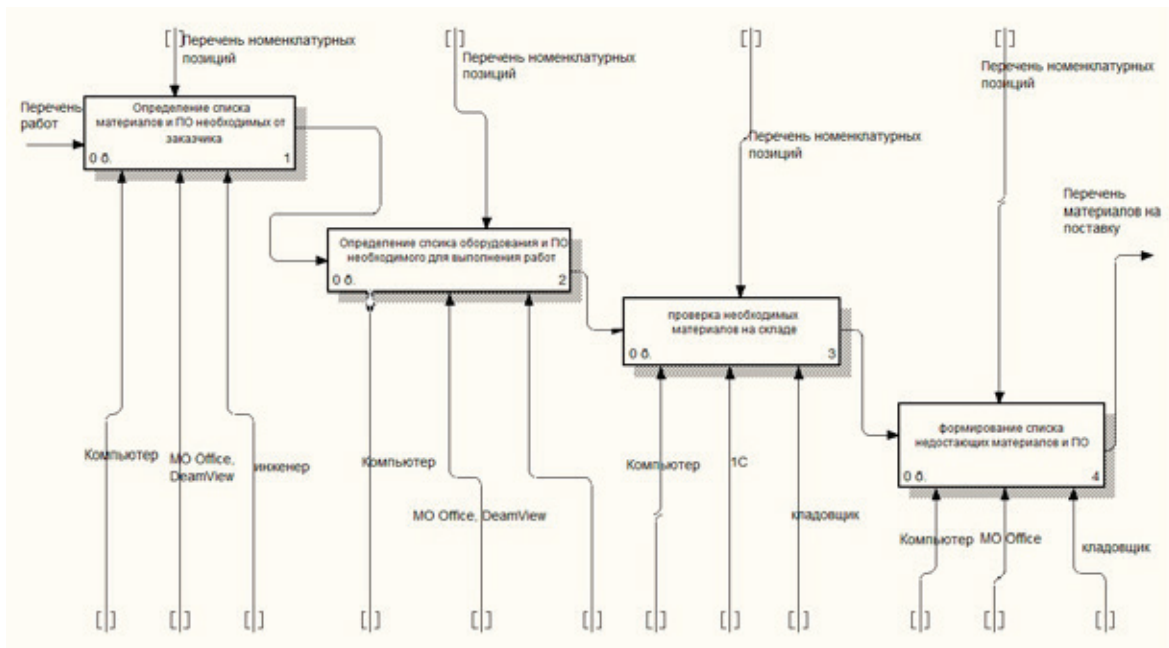 Перечень номенклатурных
позиций
Перечень номенклатурных
позиций
Перечень номенклатурных
позиций
Перечень номенклатурных
позиций
Перечень
работ
Определение списка
материалов и ПО необходимых от
заказчика
0 р. 1
Перечень
материалов на
поставку
Определение спсика оборудования и ПО
необходимого для выполнения работ
0 р. 2
проверка необходимых
материалов на складе
0 р. 3
формирование списка
недостающих материалов и ПО
0 р. 4
Компьютер
МО Office,
DeamView
инженер
Компьютер
МО Office, DeamView
Компьютер
1С
кладовщик
Компьютер
МО Office
кладовщик